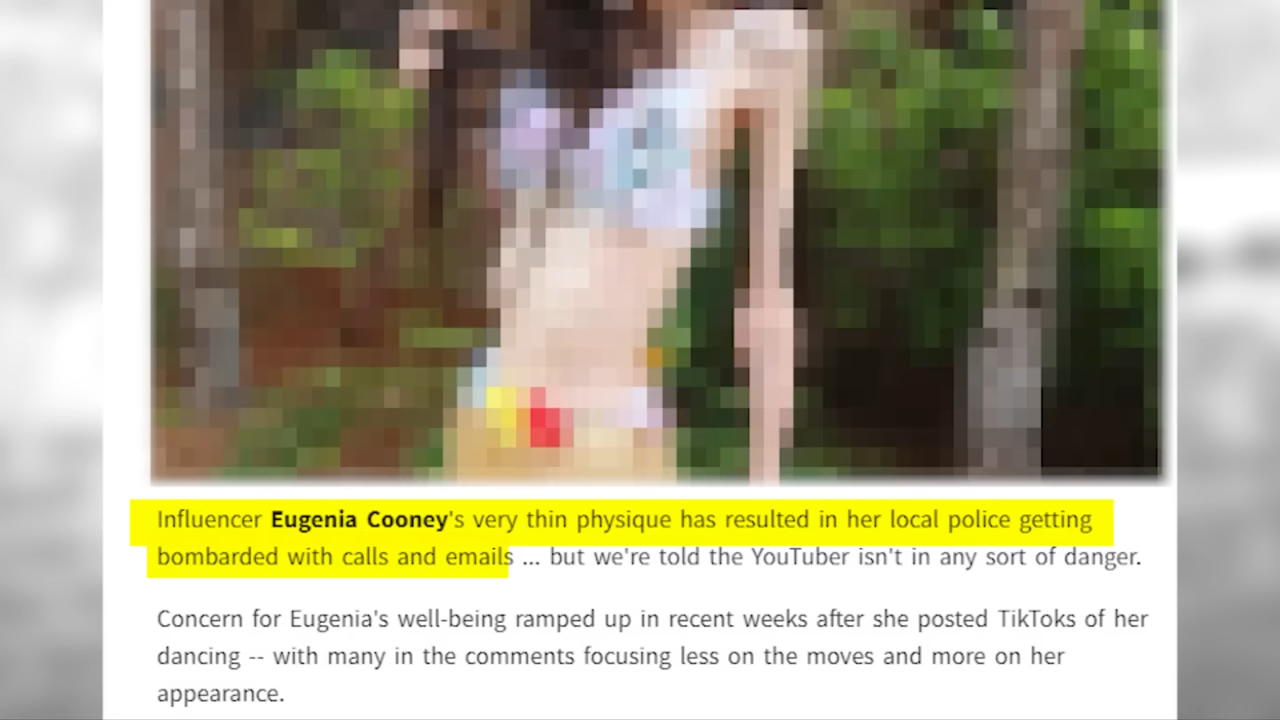 Influencer Eugenia Cooney's very thin physique has resulted in her local police getting
bombarded with calls and emails ... but we're told the YouTuber isn't in any sort of danger.
Concern for Eugenia's well-being ramped up in recent weeks after she posted TikToks of her
dancing -- with many in the comments focusing less on the moves and more on her
appearance.